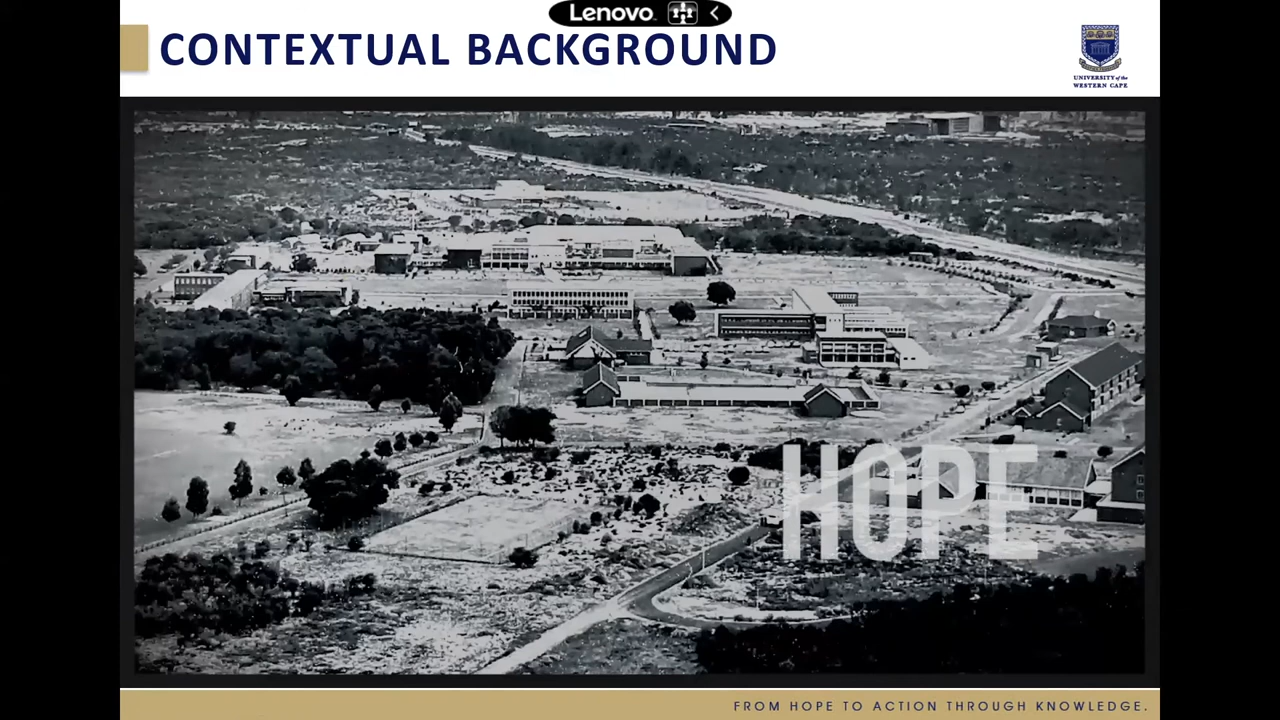 Lenovo
CONTEXTUAL BACKGROUND
UNIVERSITY of the
WESTERN CAPE
HOPE
FROM HOPE TO ACTION THROUGH KNOWLEDGE.